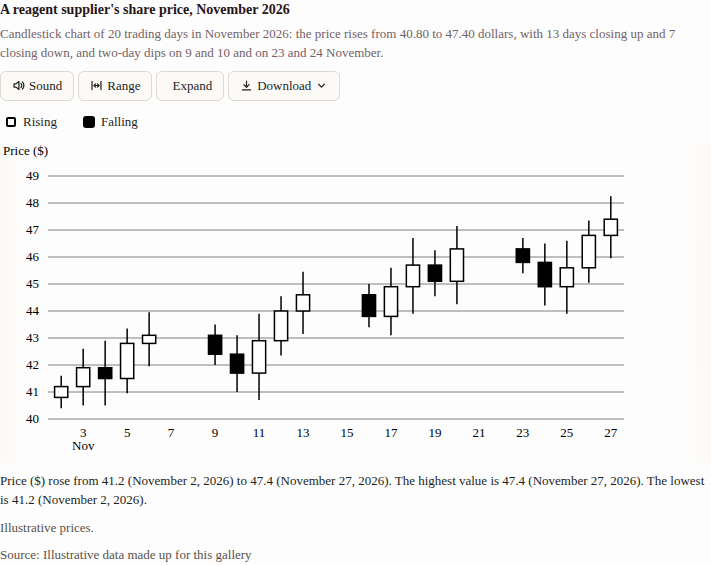 A reagent supplier's share price, November 2026
Candlestick chart of 20 trading days in November 2026: the price rises from 40.80 to 47.40 dollars, with 13 days closing up and 7
closing down, and two-day dips on 9 and 10 and on 23 and 24 November.
Sound Range Expand Download
Rising Falling
Price ($)
49
48
47
46
45
44
43
42
41
40
3 5 7 9 11 13 15 17 19 21 23 25 27
Nov
Price ($) rose from 41.2 (November 2, 2026) to 47.4 (November 27, 2026). The highest value is 47.4 (November 27, 2026). The lowest
is 41.2 (November 2, 2026).
Illustrative prices.
Source: Illustrative data made up for this gallery